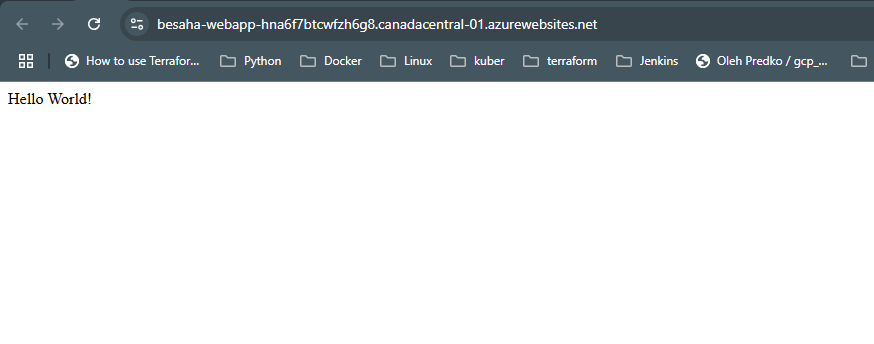 besaha-webapp-hna6f7btcwfzh6g8.canadacentral-01.azurewebsites.net
How to use Terrafor... Python Docker Linux kuber terraform Jenkins Oleh Predko / gcp_...
Hello World!